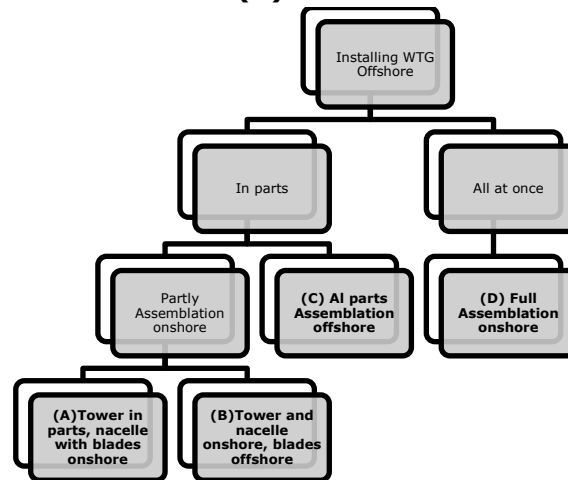 Installing WTG
Offshore
In parts
All at once
Partly
Assemblation
onshore
(C) Al parts
Assemblation
offshore
(D) Full
Assemblation
onshore
(A)Tower in
parts, nacelle
with blades
onshore
(B)Tower and
nacelle
onshore, blades
offshore